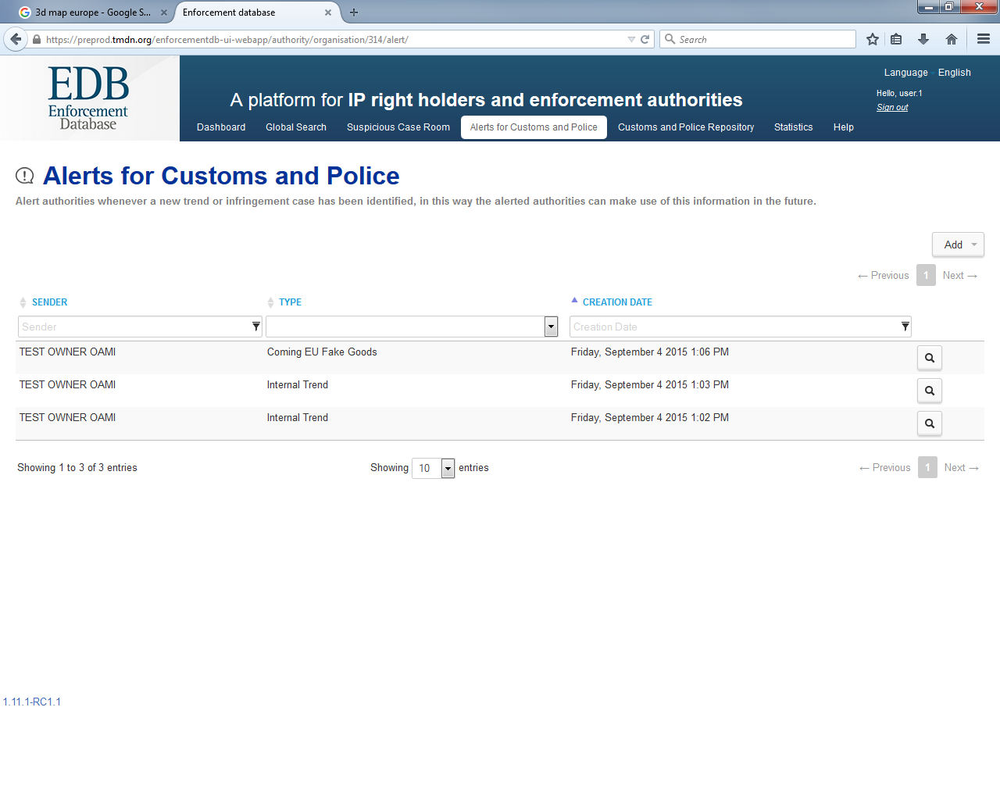 3d map europe - Google S...
Enforcement database
https://preprod.tmdn.org/enforcementdb-ui-webapp/authority/organisation/314/alert/
Search
EDB
Enforcement
Database
A platform for IP right holders and enforcement authorities
Language English
Hello, user.1
Sign out
Dashboard Global Search Suspicious Case Room Alerts for Customs and Police Customs and Police Repository Statistics Help
Alerts for Customs and Police
Alert authorities whenever a new trend or infringement case has been identified, in this way the alerted authorities can make use of this information in the future.
Add
← Previous 1 Next →
SENDER TYPE CREATION DATE
Sender Creation Date
TEST OWNER OAMI Coming EU Fake Goods Friday, September 4 2015 1:06 PM
TEST OWNER OAMI Internal Trend Friday, September 4 2015 1:03 PM
TEST OWNER OAMI Internal Trend Friday, September 4 2015 1:02 PM
Showing 1 to 3 of 3 entries Showing 10 entries ← Previous 1 Next →
1.11.1-RC1.1